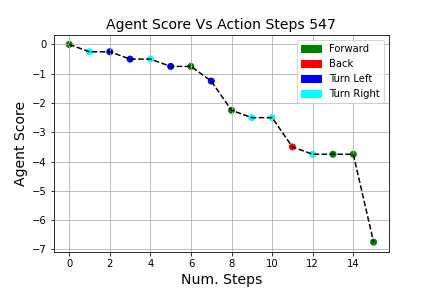 Agent Score Vs Action Steps 547
Agent Score
0
−1
−2
−3
−4
−5
−6
−7
Forward
Back
Turn Left
Turn Right
0 2 4 6 8 10 12 14
Num. Steps